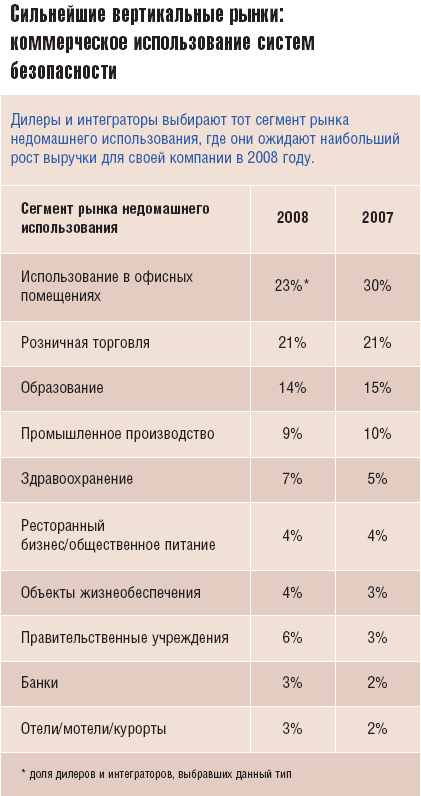 Сильнейшие вертикальные рынки:
коммерческое использование систем
безопасности
Дилеры и интеграторы выбирают тот сегмент рынка
недомашнего использования, где они ожидают наибольший
рост выручки для своей компании в 2008 году.
Сегмент рынка недомашнего
использования 2008 2007
Использование в офисных
помещениях 23%* 30%
Розничная торговля 21% 21%
Образование 14% 15%
Промышленное производство 9% 10%
Здравоохранение 7% 5%
Ресторанный
бизнес/общественное питание 4% 4%
Объекты жизнеобеспечения 4% 3%
Правительственные учреждения 6% 3%
Банки 3% 2%
Отели/мотели/курорты 3% 2%
* доля дилеров и интеграторов, выбравших данный тип